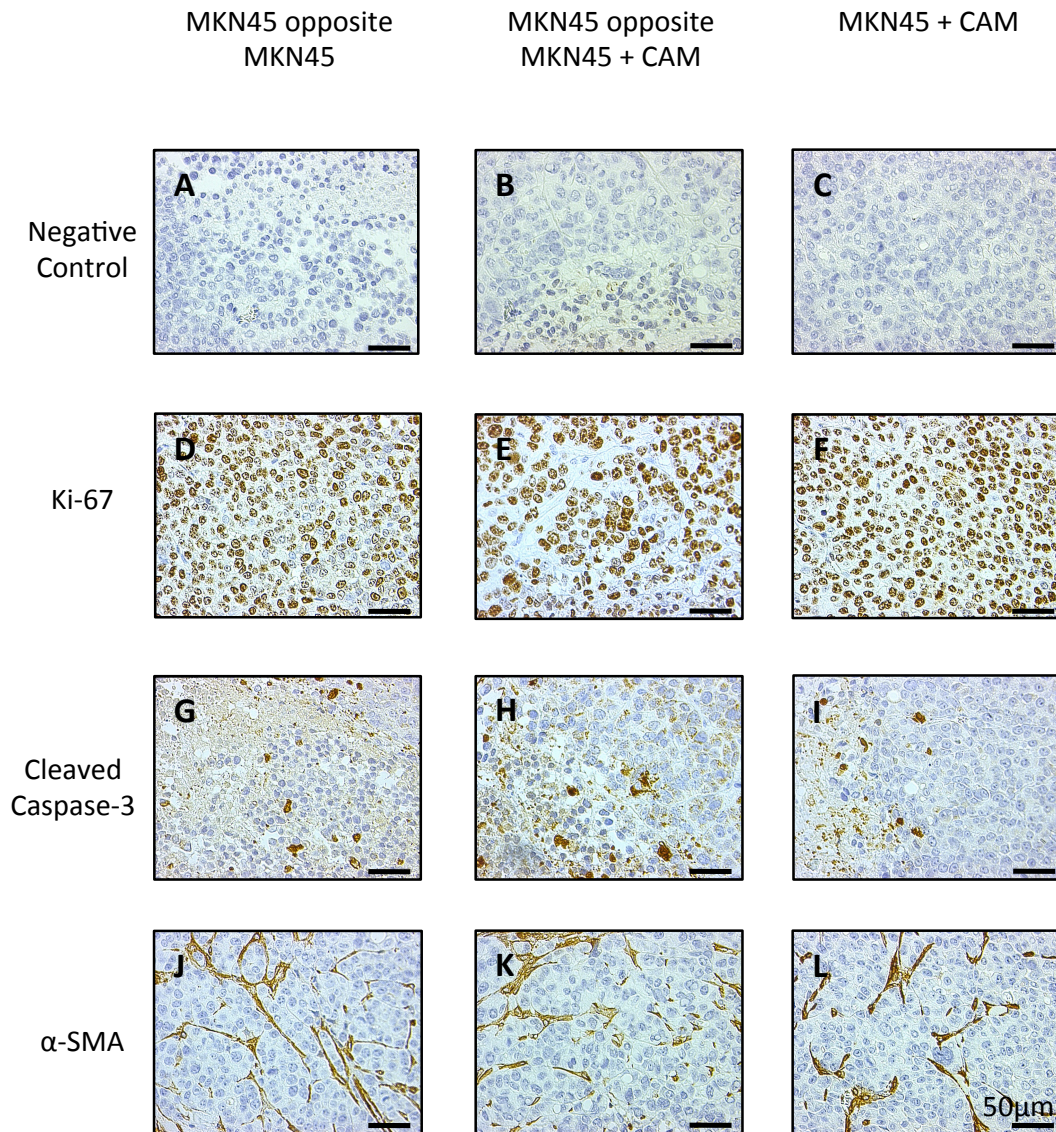 MKN45 opposite
MKN45
MKN45 opposite
MKN45 + CAM
MKN45 + CAM
Negative
Control
A
B
C
Ki-67
D
E
F
Cleaved
Caspase-3
G
H
I
α-SMA
J
K
L
50μm